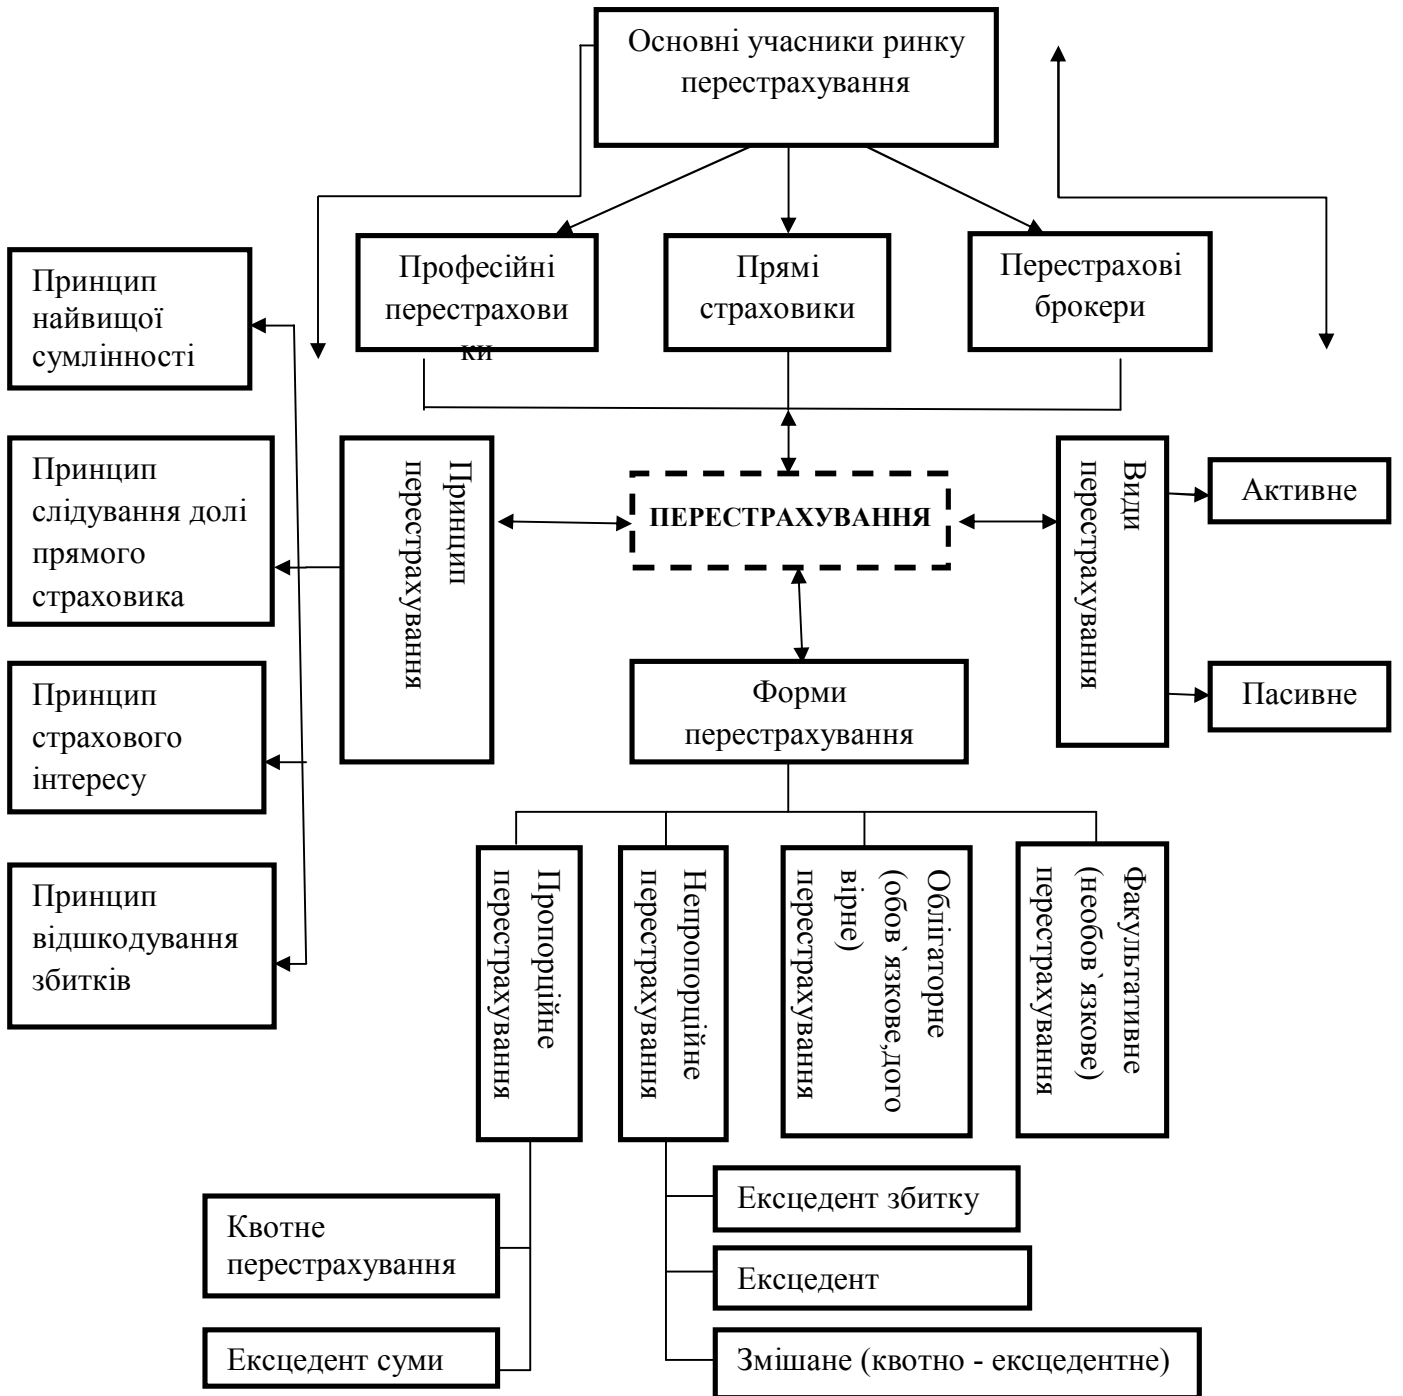 Основні учасники ринку
перестрахування
Професійні
перестрахови
ки
Прямі
страховики
Перестрахові
брокери
Принцип
найвищої
сумлінності
Принцип
слідування долі
прямого
страховика
Принцип
страхового
інтересу
Принцип
відшкодування
збитків
Принцип
перестрахування
ПЕРЕСТРАХУВАННЯ
Види
перестрахування
Активне
Пасивне
Форми
перестрахування
Пропорційне
перестрахування
Непропорційне
перестрахування
Облігаторне
(обов`язкове,дого
вірне)
перестрахування
Факультативне
(необов`язкове)
перестрахування
Квотне
перестрахування
Ексцедент суми
Ексцедент збитку
Ексцедент
Змішане (квотно - ексцедентне)